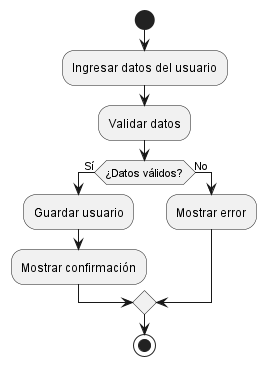 Ingresar datos del usuario
Validar datos
¿Datos válidos?
Sí
No
Guardar usuario
Mostrar error
Mostrar confirmación